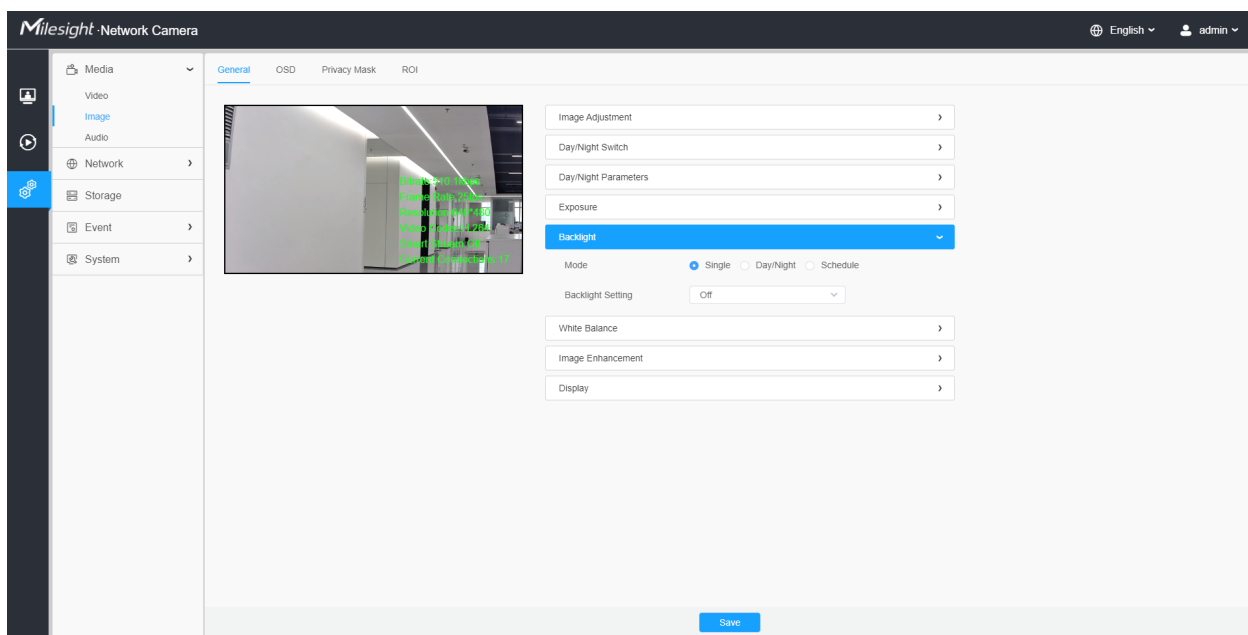 Milesight ·Network Camera
English
admin
Media
Video
Image
Audio
Network
Storage
Event
System
General OSD Privacy Mask ROI
Image Adjustment
Day/Night Switch
Day/Night Parameters
Exposure
Backlight
Mode Single Day/Night Schedule
Backlight Setting Off
White Balance
Image Enhancement
Display
Save